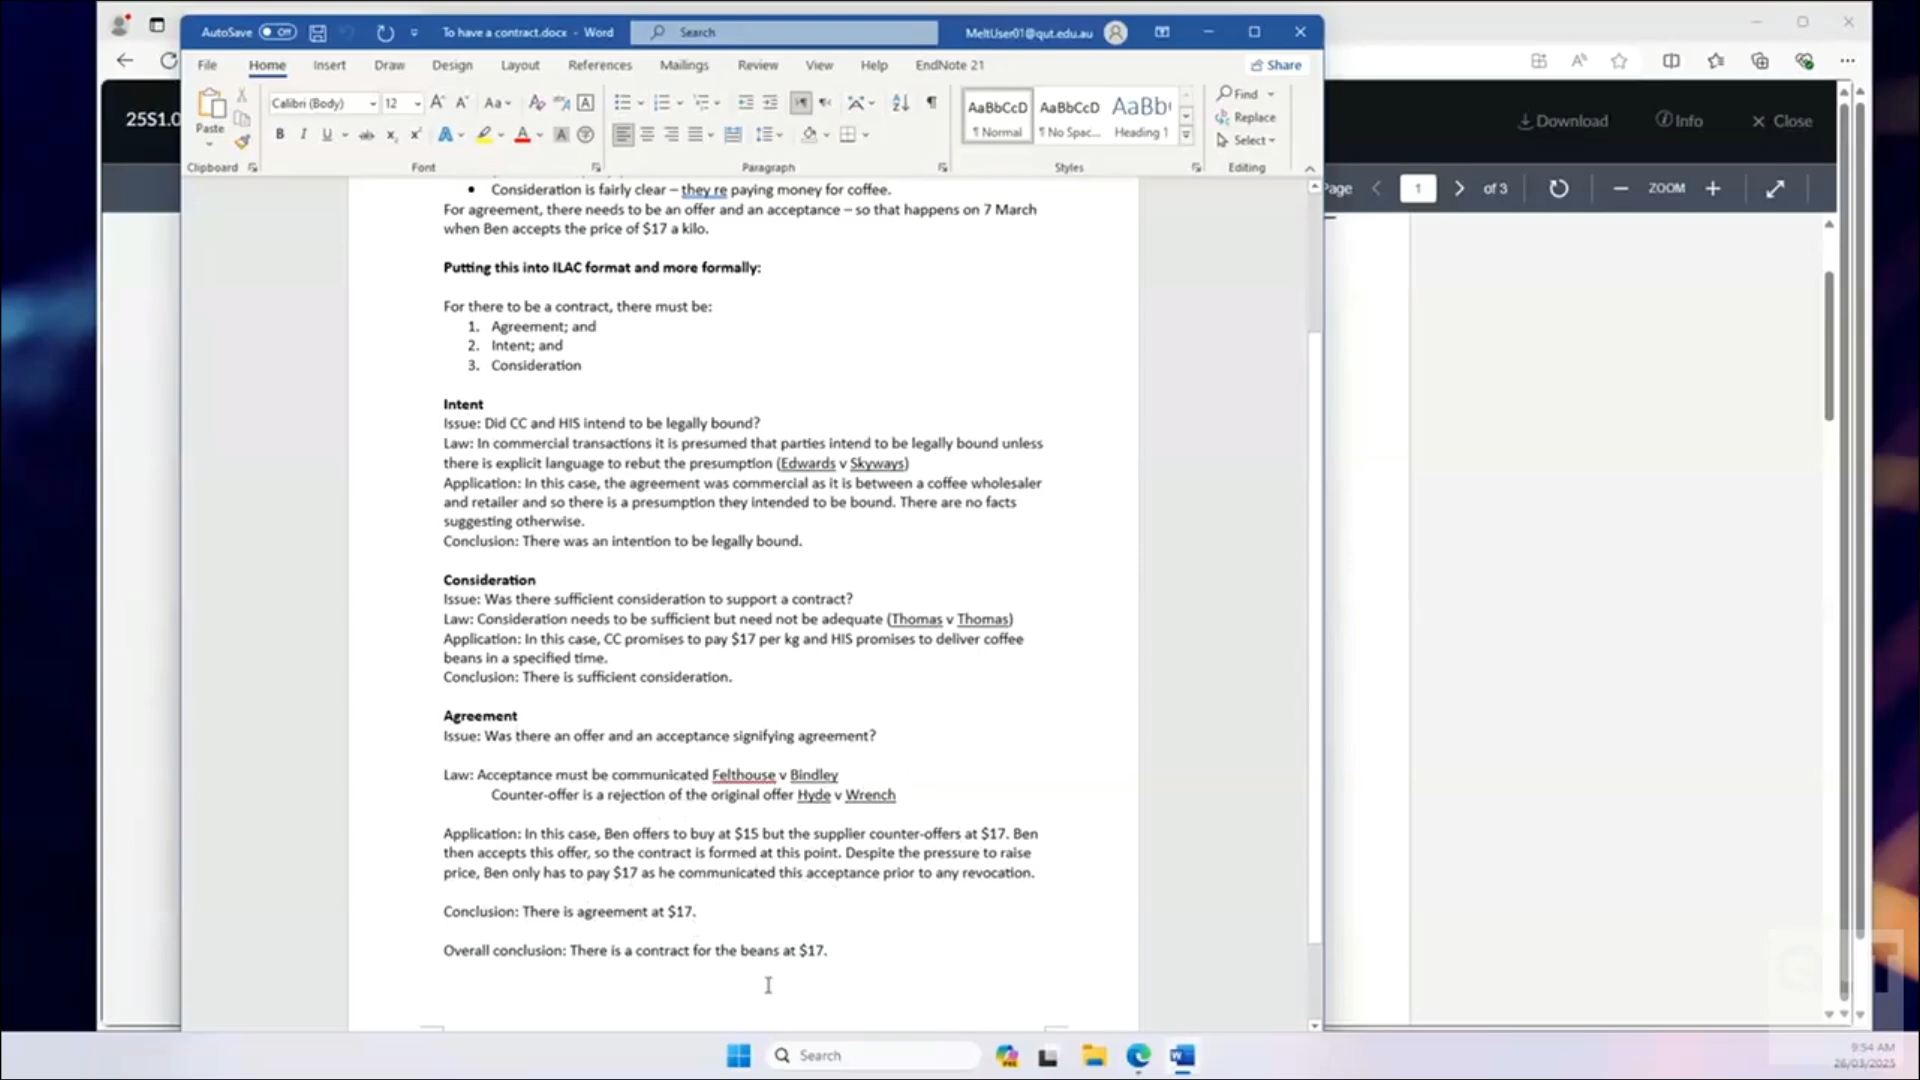 AutoSave Off To have a contract.docx - Word Search MeltUser01@qut.edu.au
File Home Insert Draw Design Layout References Mailings Review View Help EndNote 21 Share
Paste Calibri (Body) 12 AaBbCcD AaBbCcD AaBb Find
¶ Normal ¶ No Spac... Heading 1 Replace
Select
Clipboard Font Paragraph Styles Editing
25S1.0
Download Info Close
Page 1 of 3 ZOOM
• Consideration is fairly clear – they re paying money for coffee.
For agreement, there needs to be an offer and an acceptance – so that happens on 7 March
when Ben accepts the price of $17 a kilo.
Putting this into ILAC format and more formally:
For there to be a contract, there must be:
1. Agreement; and
2. Intent; and
3. Consideration
Intent
Issue: Did CC and HIS intend to be legally bound?
Law: In commercial transactions it is presumed that parties intend to be legally bound unless
there is explicit language to rebut the presumption (Edwards v Skyways)
Application: In this case, the agreement was commercial as it is between a coffee wholesaler
and retailer and so there is a presumption they intended to be bound. There are no facts
suggesting otherwise.
Conclusion: There was an intention to be legally bound.
Consideration
Issue: Was there sufficient consideration to support a contract?
Law: Consideration needs to be sufficient but need not be adequate (Thomas v Thomas)
Application: In this case, CC promises to pay $17 per kg and HIS promises to deliver coffee
beans in a specified time.
Conclusion: There is sufficient consideration.
Agreement
Issue: Was there an offer and an acceptance signifying agreement?
Law: Acceptance must be communicated Felthouse v Bindley
Counter-offer is a rejection of the original offer Hyde v Wrench
Application: In this case, Ben offers to buy at $15 but the supplier counter-offers at $17. Ben
then accepts this offer, so the contract is formed at this point. Despite the pressure to raise
price, Ben only has to pay $17 as he communicated this acceptance prior to any revocation.
Conclusion: There is agreement at $17.
Overall conclusion: There is a contract for the beans at $17.
Search
9:54 AM
26/03/2025